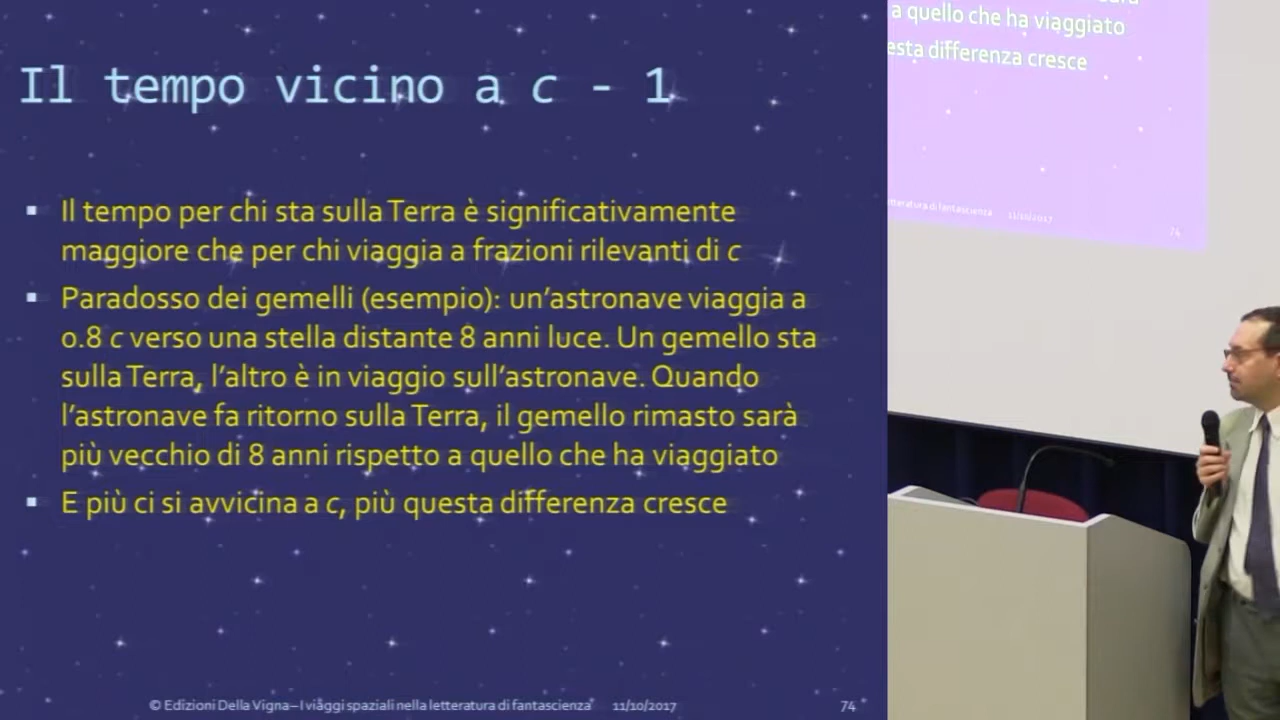 Il tempo vicino a c - 1
▪ Il tempo per chi sta sulla Terra è significativamente
maggiore che per chi viaggia a frazioni rilevanti di c
▪ Paradosso dei gemelli (esempio): un'astronave viaggia a
0.8 c verso una stella distante 8 anni luce. Un gemello sta
sulla Terra, l'altro è in viaggio sull'astronave. Quando
l'astronave fa ritorno sulla Terra, il gemello rimasto sarà
più vecchio di 8 anni rispetto a quello che ha viaggiato
▪ E più ci si avvicina a c, più questa differenza cresce
© Edizioni Della Vigna – I viaggi spaziali nella letteratura di fantascienza 11/10/2017 74
a quello che ha viaggiato
esta differenza cresce
tteratura di fantascienza 11/10/2017 74